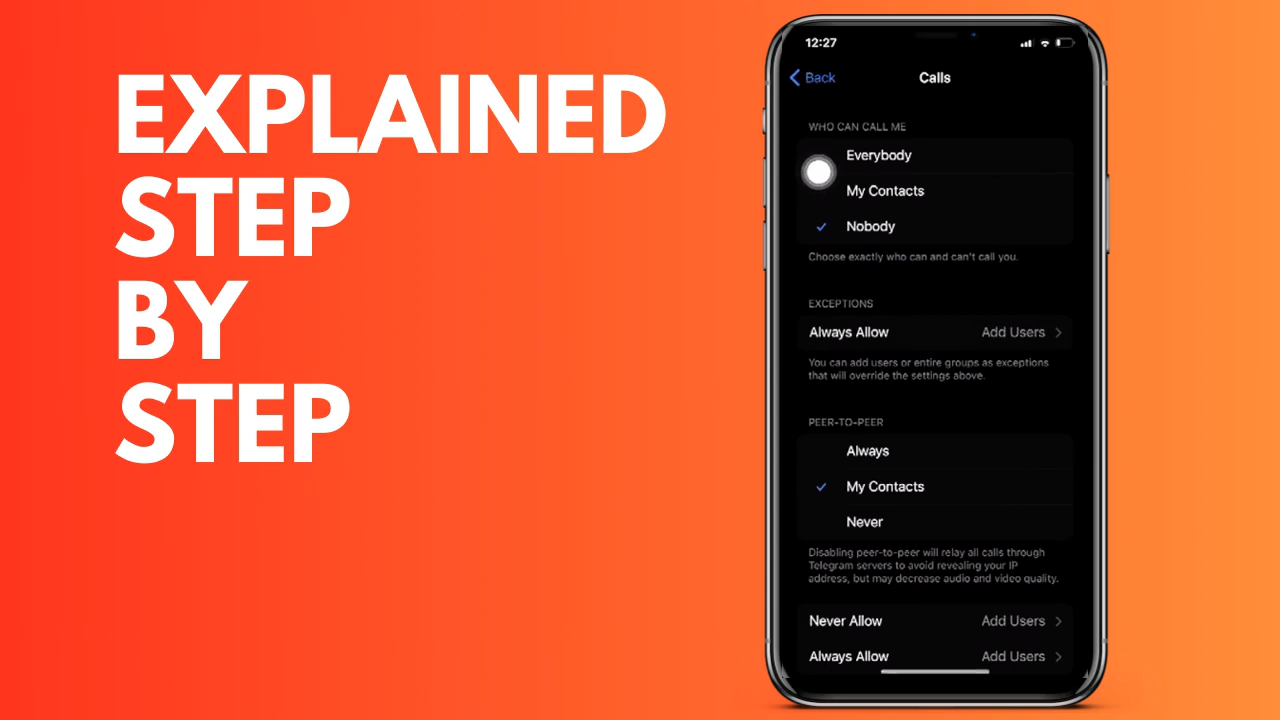 EXPLAINED
STEP
BY
STEP
12:27
Back
Calls
WHO CAN CALL ME
Everybody
My Contacts
Nobody
Choose exactly who can and can't call you.
EXCEPTIONS
Always Allow Add Users
You can add users or entire groups as exceptions
that will override the settings above.
PEER-TO-PEER
Always
My Contacts
Never
Disabling peer-to-peer will relay all calls through
Telegram servers to avoid revealing your IP
address, but may decrease audio and video quality.
Never Allow Add Users
Always Allow Add Users